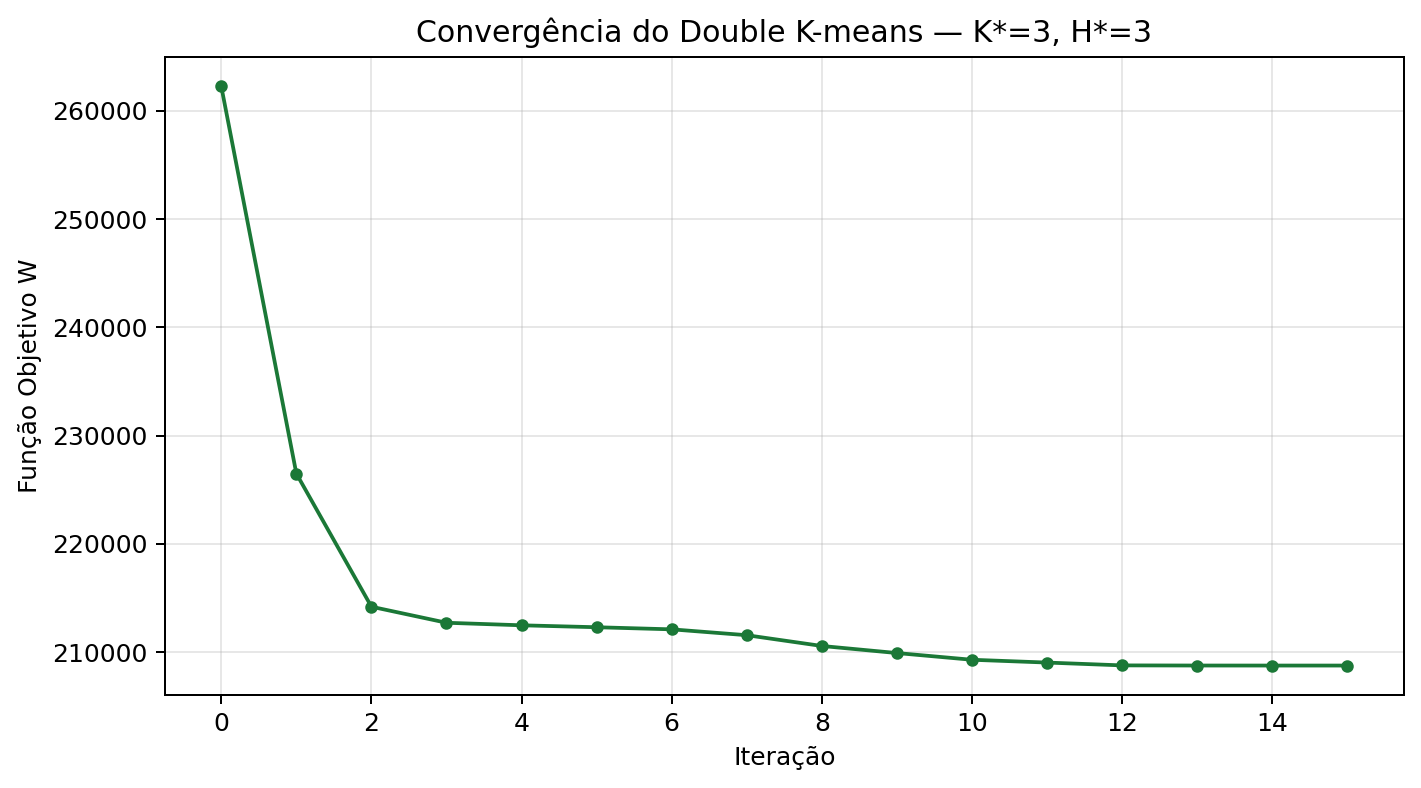 Convergência do Double K-means — K*=3, H*=3
Função Objetivo W
260000
250000
240000
230000
220000
210000
0 2 4 6 8 10 12 14
Iteração